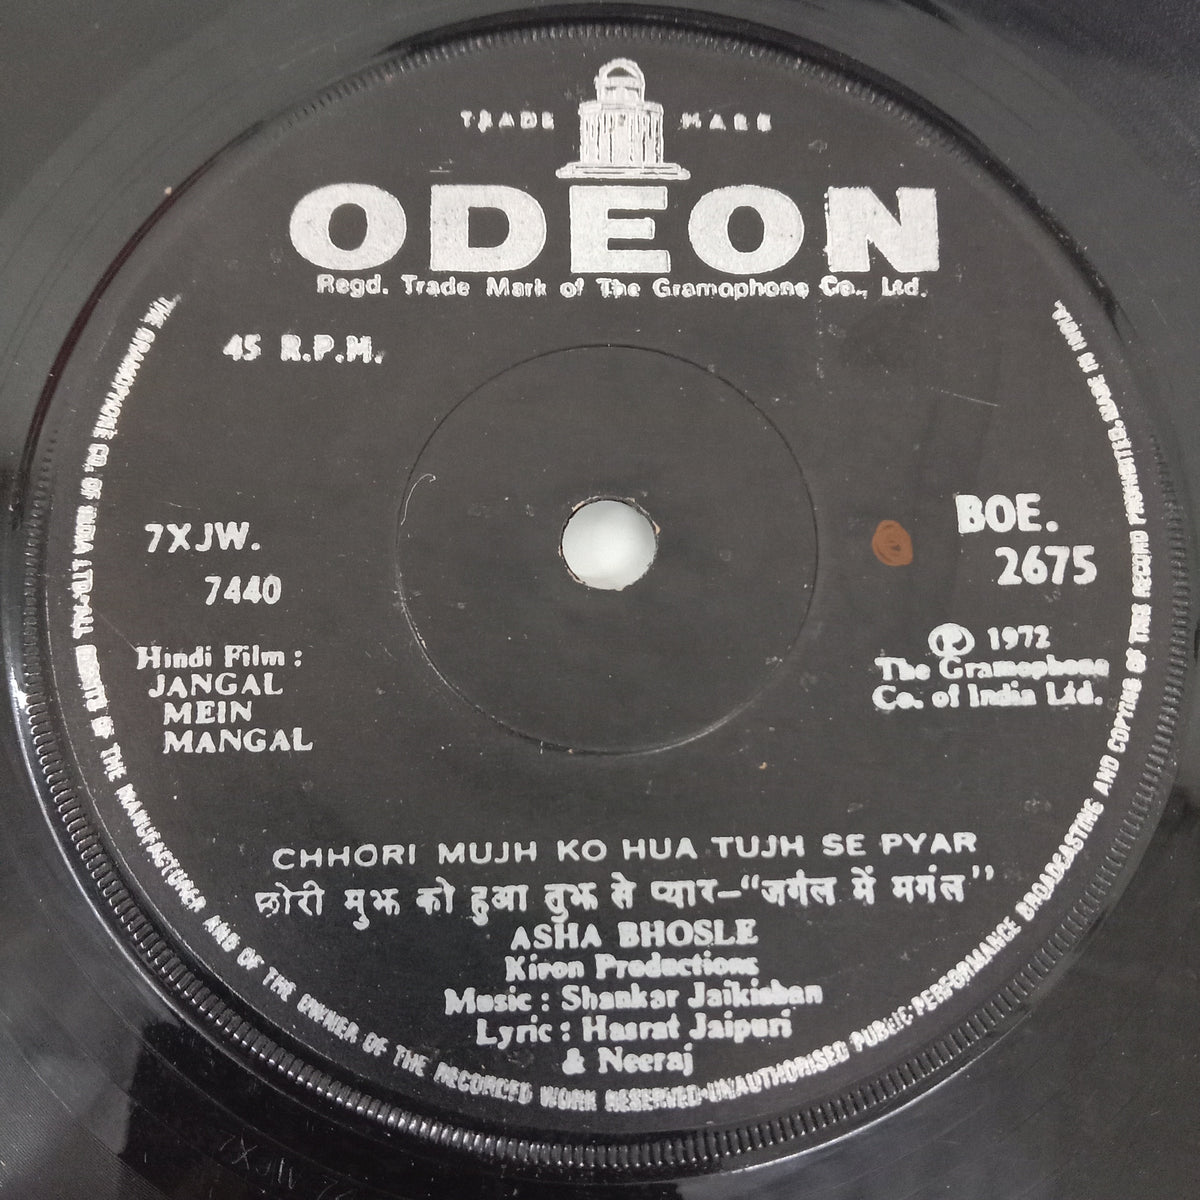 TRADE MARK
ODEON
Regd. Trade Mark of The Gramophone Co., Ltd.
45 R.P.M.
7XJW.
7440
BOE.
2675
Hindi Film :
JANGAL
MEIN
MANGAL
℗ 1972
The Gramophone
Co. of India Ltd.
CHHORI MUJH KO HUA TUJH SE PYAR
छोरी मुझ को हुआ तुझ से प्यार–“जगंल में मगंल”
ASHA BHOSLE
Kiron Productions
Music : Shankar Jaikishan
Lyric : Hasrat Jaipuri
& Neeraj
THE GRAMOPHONE CO. OF INDIA LTD. ALL RIGHTS OF THE MANUFACTURER AND OF THE OWNER OF THE RECORDED WORK RESERVED·UNAUTHORISED PUBLIC PERFORMANCE BROADCASTING AND COPYING OF THIS RECORD PROHIBITED. MADE IN INDIA.